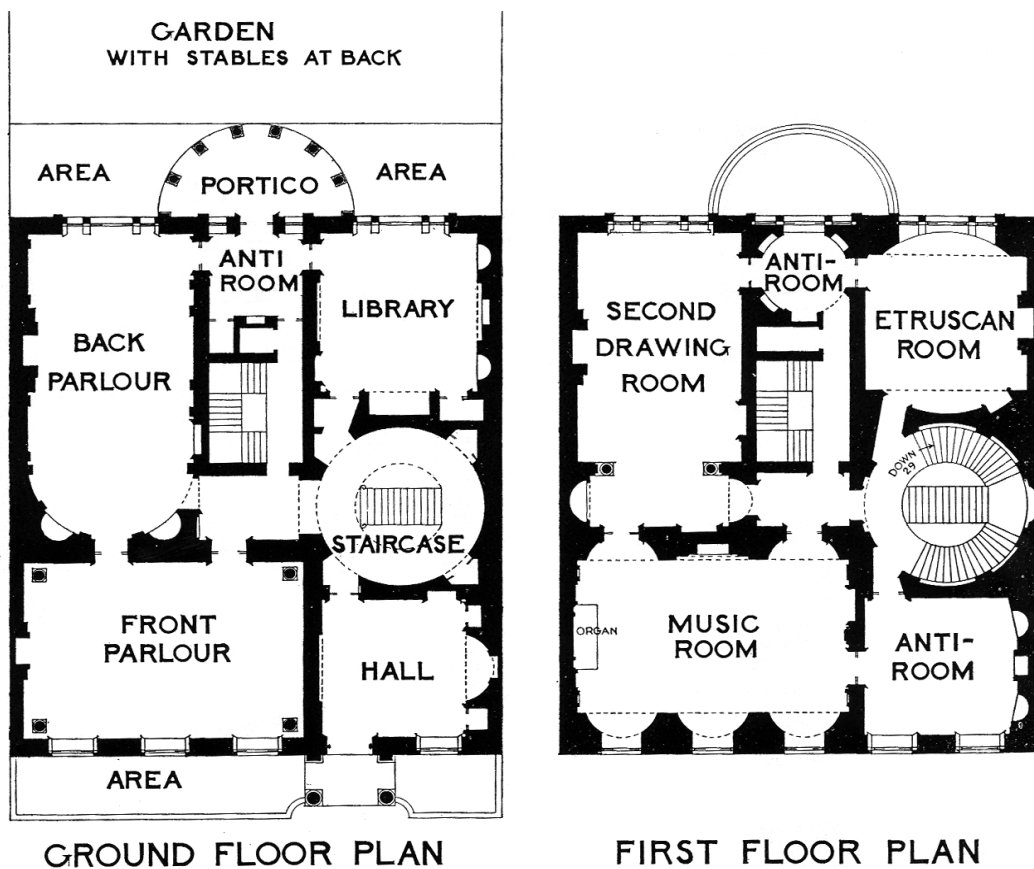 GARDEN
WITH STABLES AT BACK
AREA
PORTICO
AREA
ANTI
ROOM
LIBRARY
BACK
PARLOUR
STAIRCASE
FRONT
PARLOUR
HALL
AREA
GROUND FLOOR PLAN
ANTI-
ROOM
SECOND
DRAWING
ROOM
ETRUSCAN
ROOM
DOWN
29
ORGAN
MUSIC
ROOM
ANTI-
ROOM
FIRST FLOOR PLAN